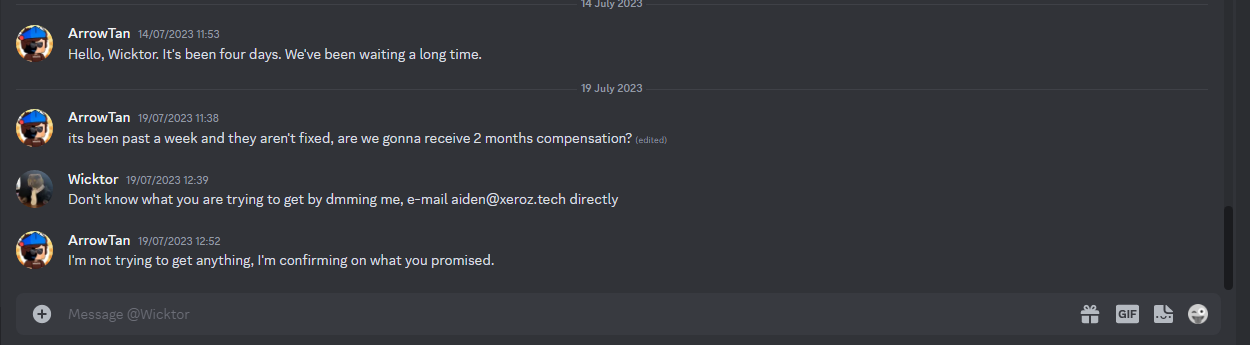 14 July 2023
ArrowTan 14/07/2023 11:53
Hello, Wicktor. It's been four days. We've been waiting a long time.
19 July 2023
ArrowTan 19/07/2023 11:38
its been past a week and they aren't fixed, are we gonna receive 2 months compensation? (edited)
Wicktor 19/07/2023 12:39
Don't know what you are trying to get by dmming me, e-mail aiden@xeroz.tech directly
ArrowTan 19/07/2023 12:52
I'm not trying to get anything, I'm confirming on what you promised.
Message @Wicktor
GIF